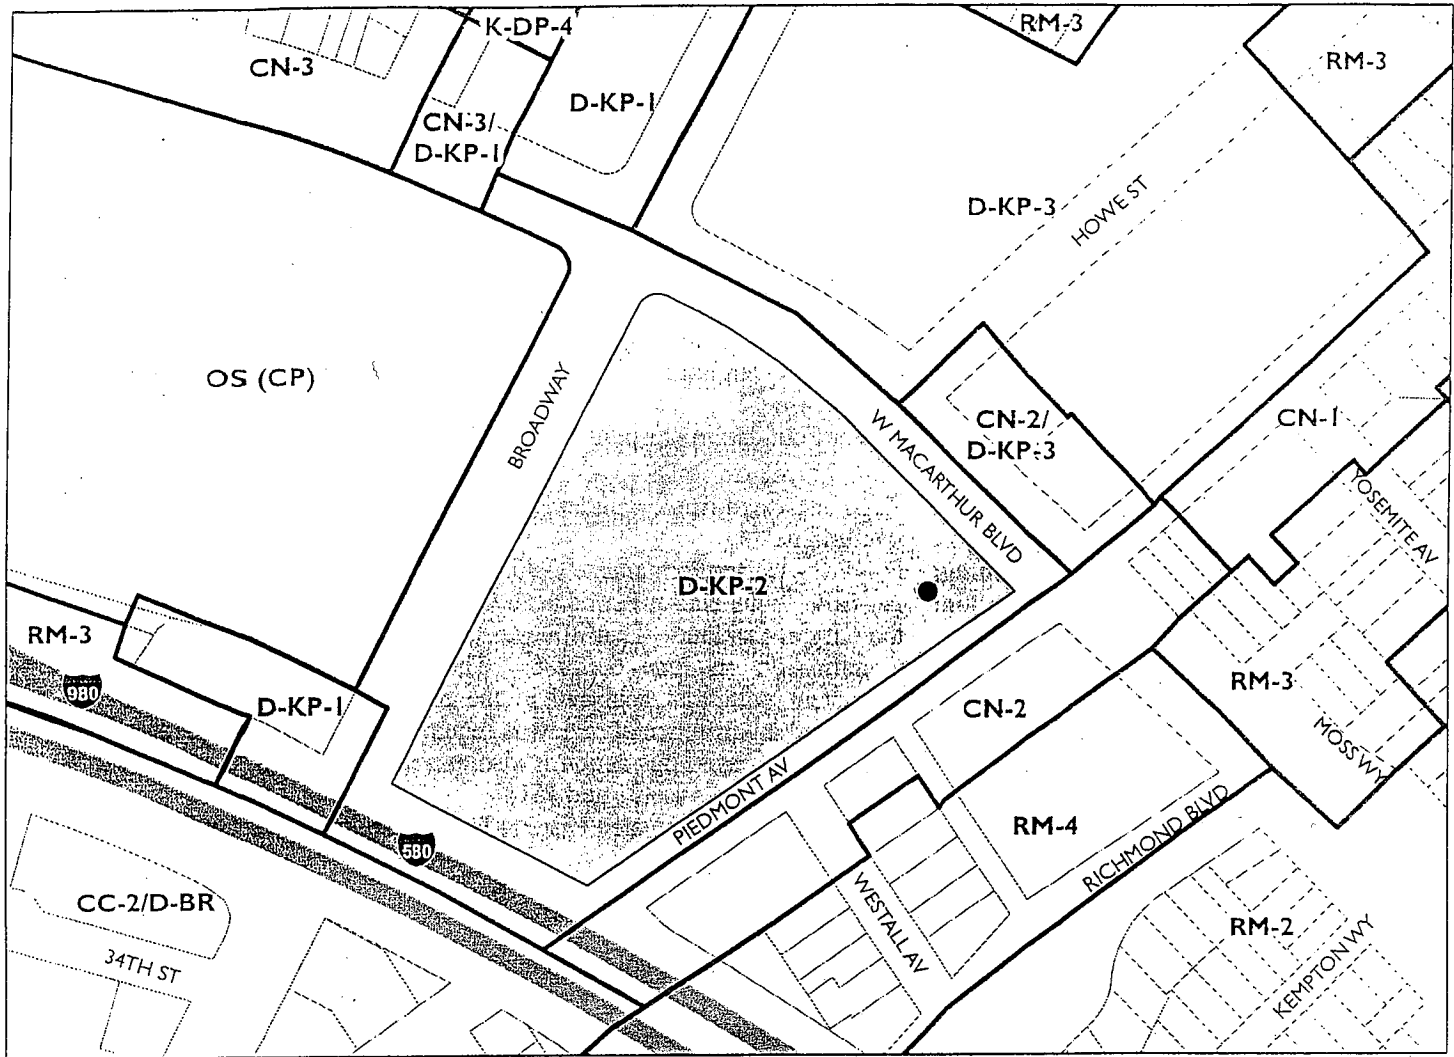 K-DP-4
RM-3
CN-3
RM-3
D-KP-1
CN-3/
D-KP-1
D-KP-3
HOWE ST
OS (CP)
BROADWAY
W MACARTHUR BLVD
CN-2/
D-KP-3
CN-1
YOSEMITE AV
D-KP-2
RM-3
980
D-KP-1
RM-3
CN-2
MOSS WY
PIEDMONT AV
580
RM-4
RICHMOND BLVD
WESTALL AV
CC-2/D-BR
34TH ST
RM-2
KEMPTON WY